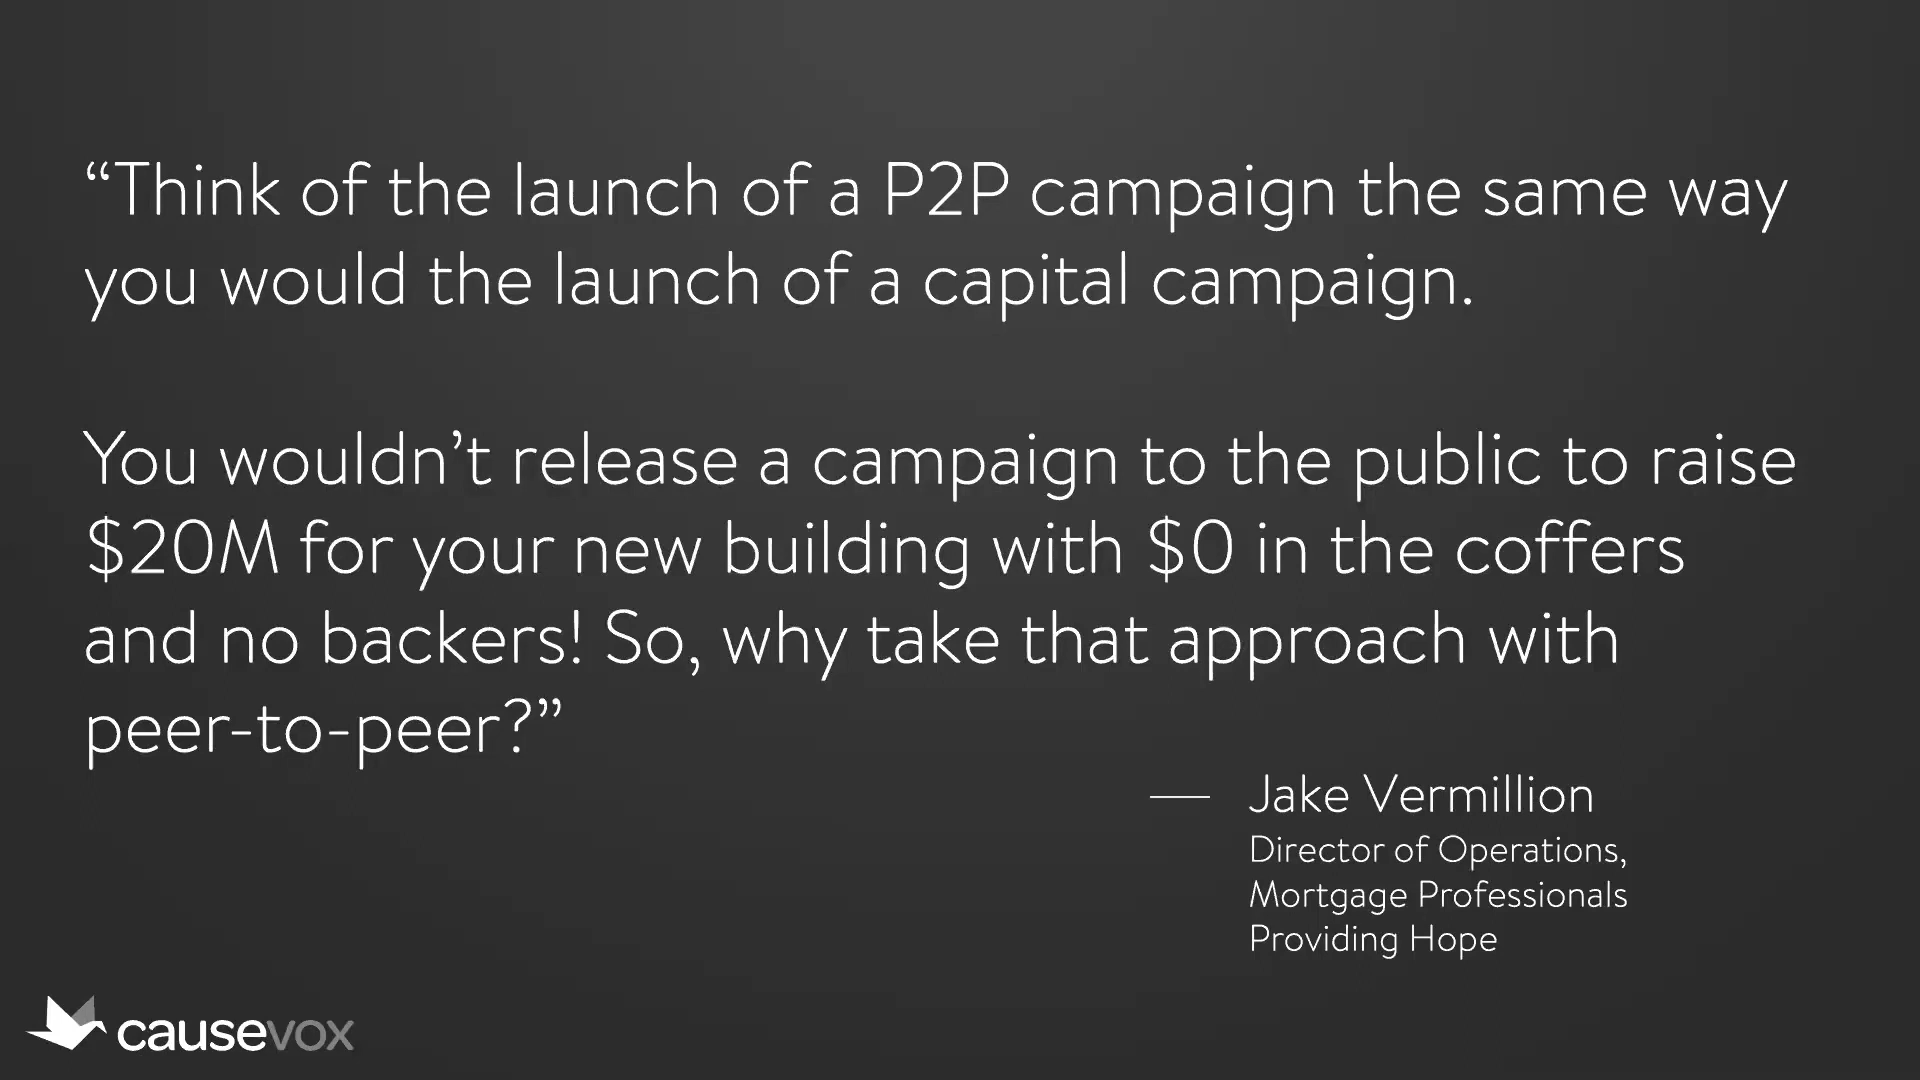 “Think of the launch of a P2P campaign the same way
you would the launch of a capital campaign.
You wouldn’t release a campaign to the public to raise
$20M for your new building with $0 in the coffers
and no backers! So, why take that approach with
peer-to-peer?”
— Jake Vermillion
Director of Operations,
Mortgage Professionals
Providing Hope
causevox